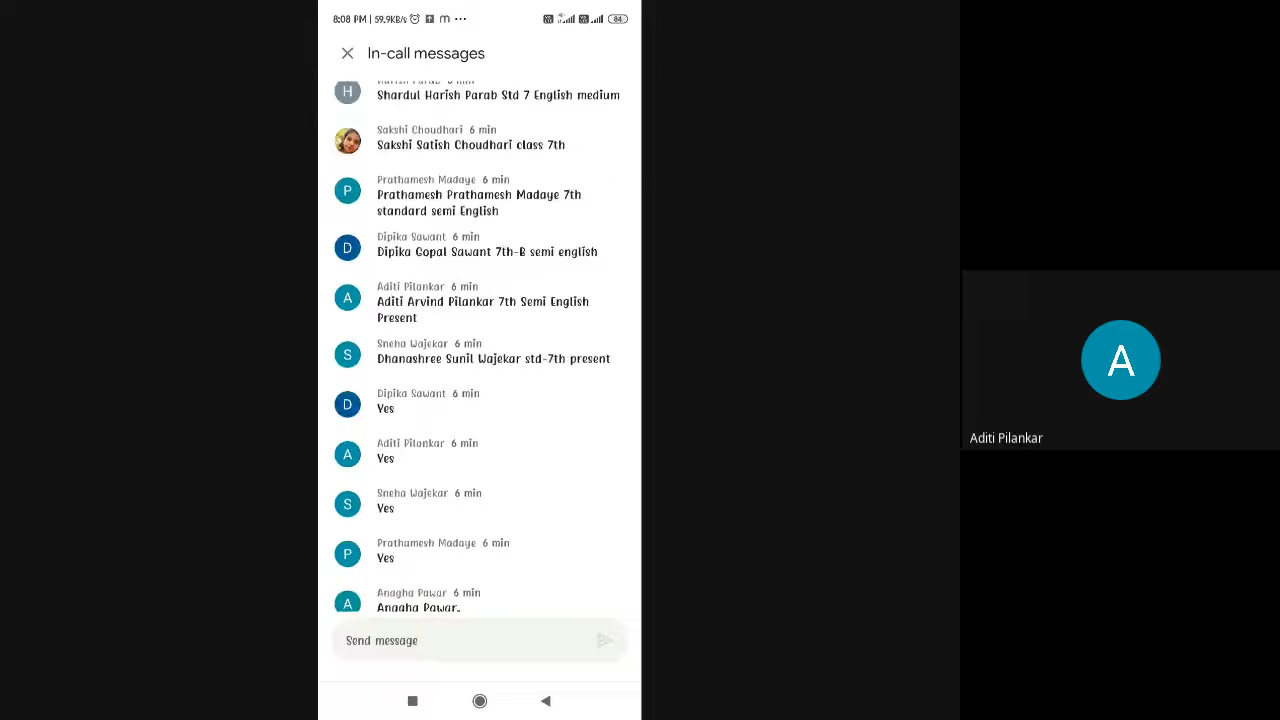 8:08 PM | 59.9KB/s
84
In-call messages
H
Harish Parab 6 min
Shardul Harish Parab Std 7 English medium
Sakshi Choudhari 6 min
Sakshi Satish Choudhari class 7th
P
Prathamesh Madaye 6 min
Prathamesh Prathamesh Madaye 7th
standard semi English
D
Dipika Sawant 6 min
Dipika Gopal Sawant 7th-B semi english
A
Aditi Pilankar 6 min
Aditi Arvind Pilankar 7th Semi English
Present
S
Sneha Wajekar 6 min
Dhanashree Sunil Wajekar std-7th present
D
Dipika Sawant 6 min
Yes
A
Aditi Pilankar 6 min
Yes
S
Sneha Wajekar 6 min
Yes
P
Prathamesh Madaye 6 min
Yes
A
Anagha Pawar 6 min
Anagha Pawar.
Send message
A
Aditi Pilankar